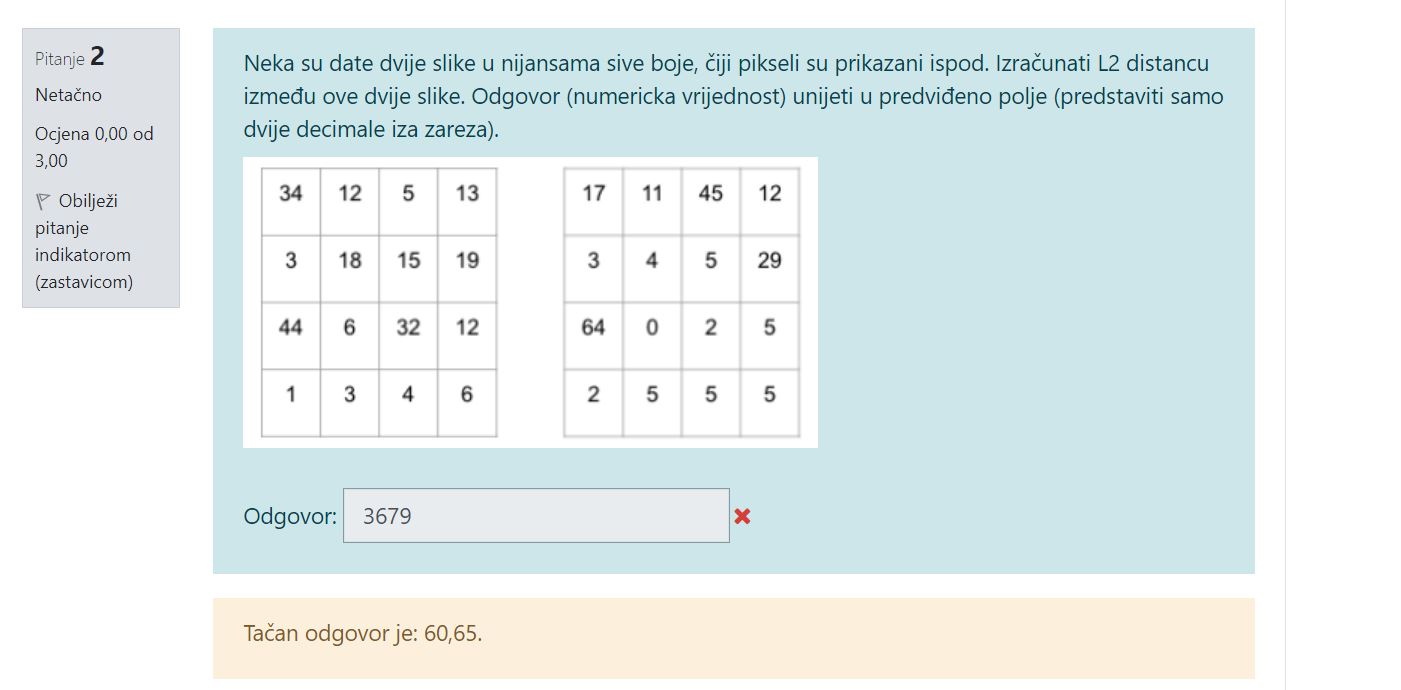 Pitanje 2
Netačno
Ocjena 0,00 od
3,00
Obilježi
pitanje
indikatorom
(zastavicom)
Neka su date dvije slike u nijansama sive boje, čiji pikseli su prikazani ispod. Izračunati L2 distancu
između ove dvije slike. Odgovor (numericka vrijednost) unijeti u predviđeno polje (predstaviti samo
dvije decimale iza zareza).
34 12 5 13
3 18 15 19
44 6 32 12
1 3 4 6
17 11 45 12
3 4 5 29
64 0 2 5
2 5 5 5
Odgovor: 3679
Tačan odgovor je: 60,65.